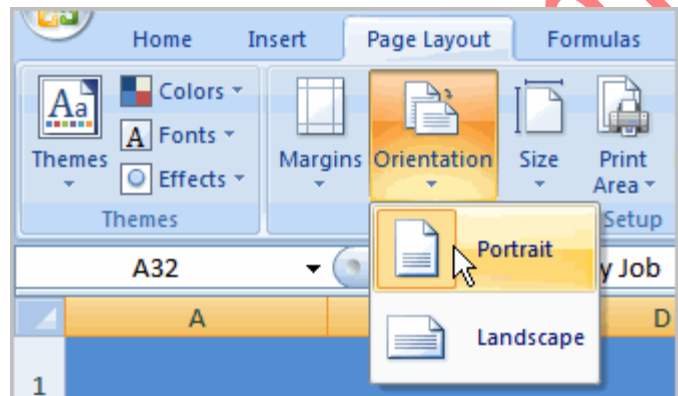 Home Insert Page Layout Formulas
Aa
Colors
A Fonts
Effects
Themes
Margins Orientation Size Print
Area
Themes
Setup
Portrait
A32
y Job
A D
Landscape
1